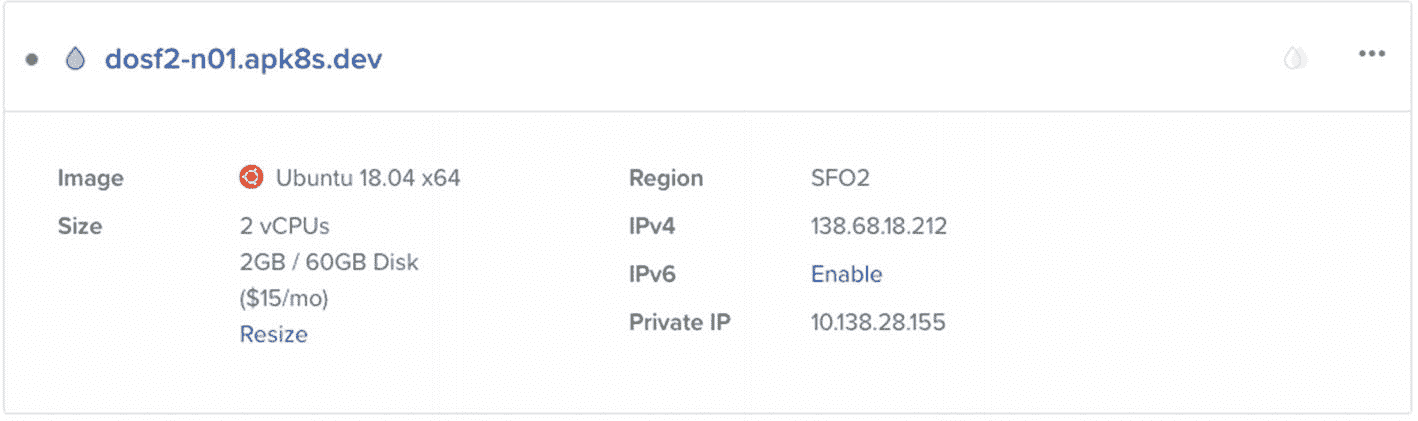 dosf2-n01.apk8s.dev
Image
Ubuntu 18.04 x64
Size
2 vCPUs
2GB / 60GB Disk
($15/mo)
Resize
Region
SFO2
IPv4
138.68.18.212
IPv6
Enable
Private IP
10.138.28.155